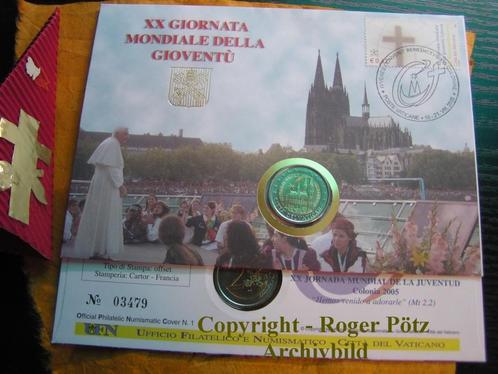 XX GIORNATA
MONDIALE DELLA
GIOVENTÙ
Tipo di Stampa: offset
Stamperia: Cartor - Francia
Nº 03479
Official Philatelic Numismatic Cover N. 1
XX JORNADA MUNDIAL DE LA JUVENTUD
Colonia 2005
"Hemos venido a adorarle" (Mt 2.2)
UFN
UFFICIO FILATELICO E NUMISMATICO - CITTÀ DEL VATICANO
Copyright - Roger Pötz
Archivbild